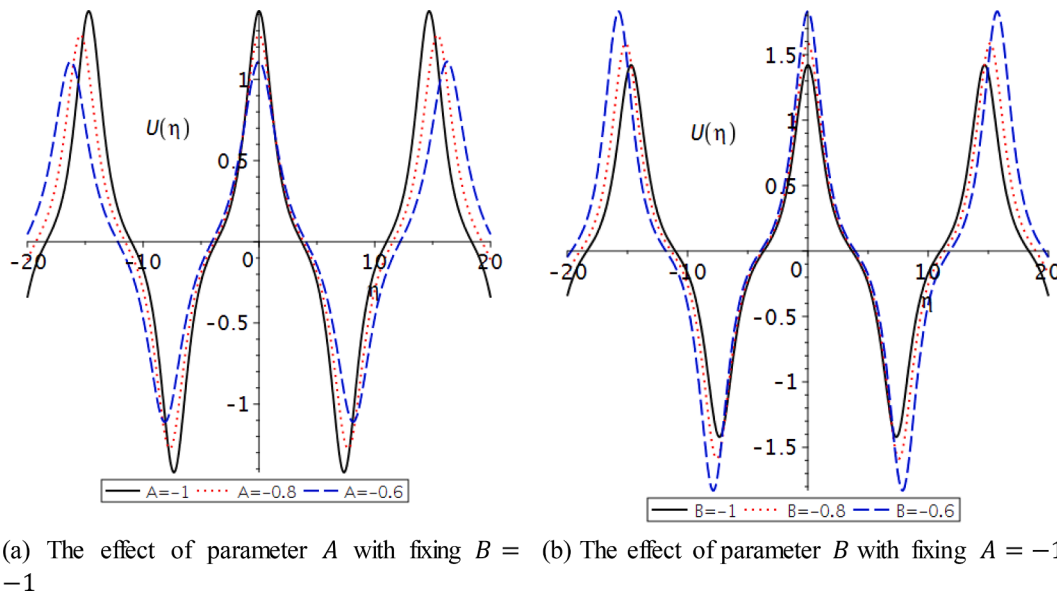 U(η)
1
0.5
-20
-10
0
10
20
η
-0.5
-1
A=-1 A=-0.8 A=-0.6
U(η)
1.5
1
0.5
-20
-10
0
10
20
η
-0.5
-1
-1.5
B=-1 B=-0.8 B=-0.6
(a) The effect of parameter A with fixing B =
−1
(b) The effect of parameter B with fixing A = −1